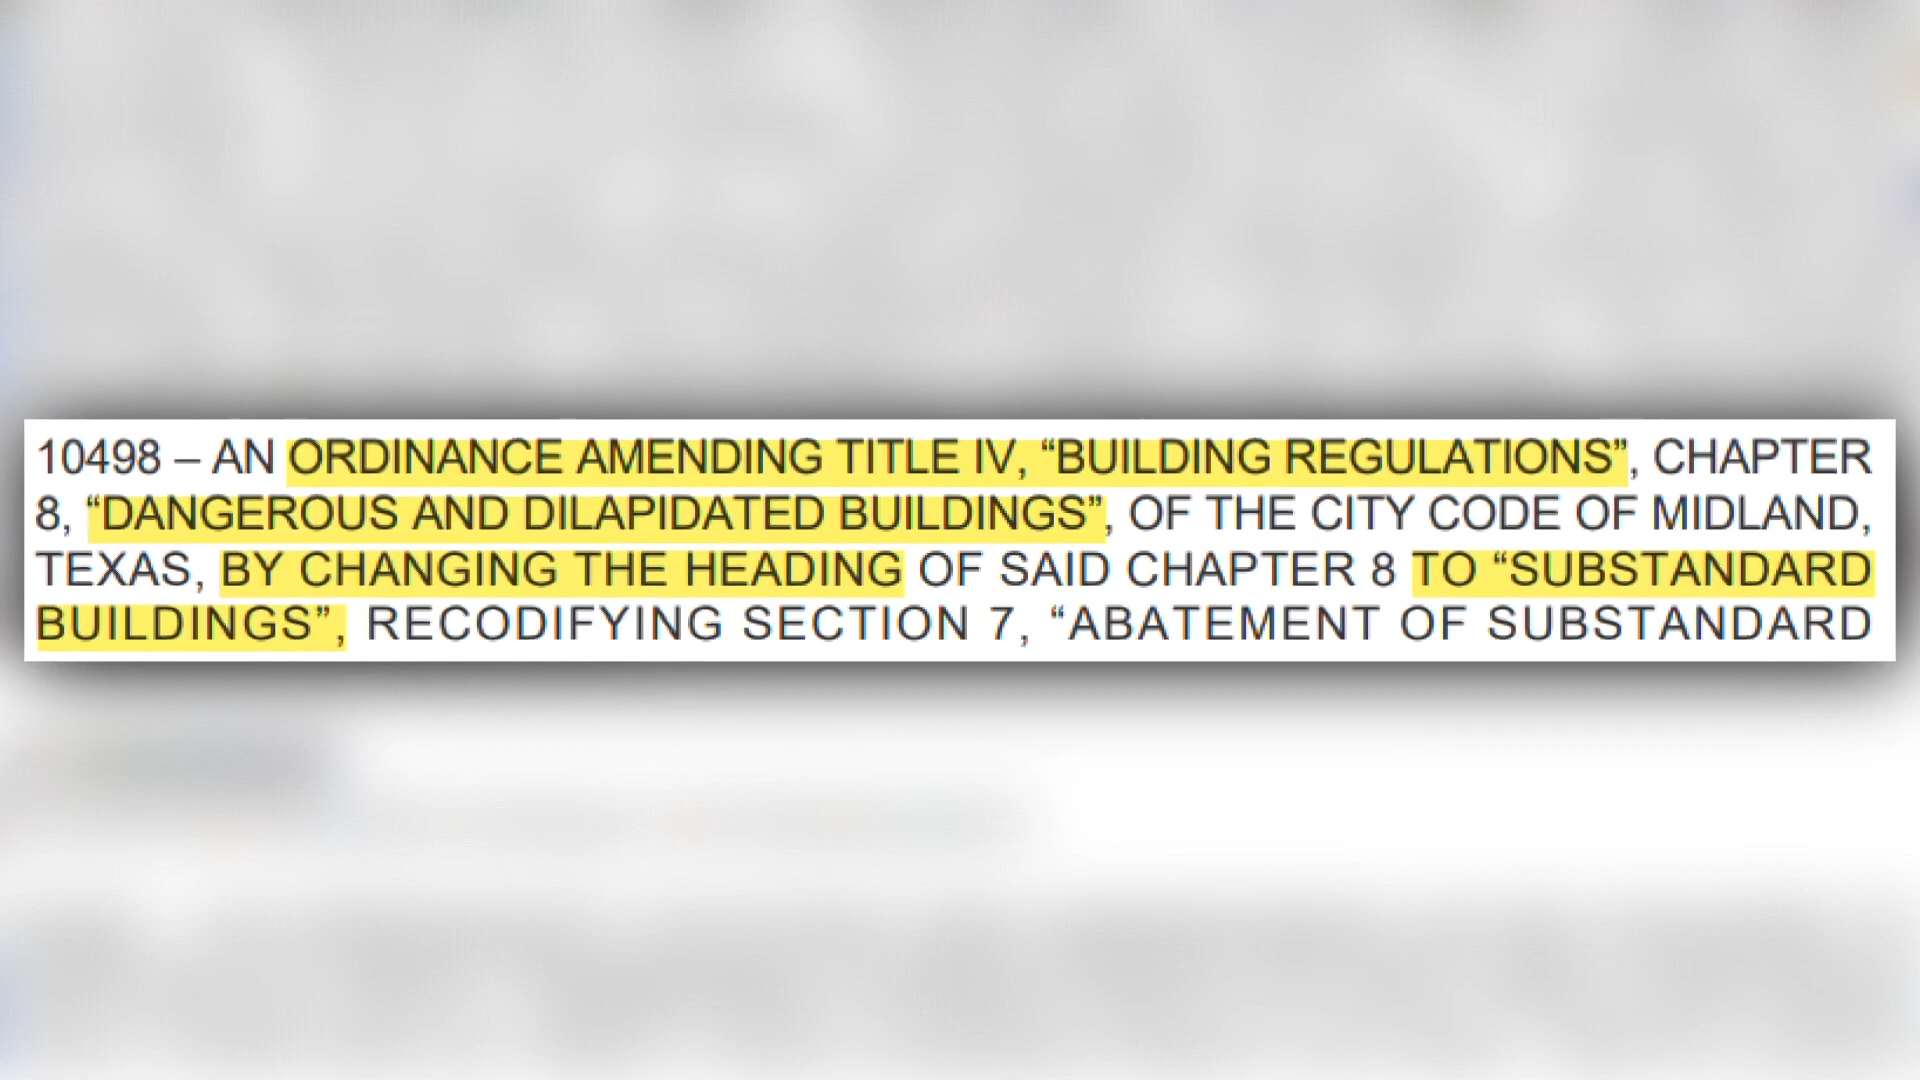 10498 – AN ORDINANCE AMENDING TITLE IV, “BUILDING REGULATIONS”, CHAPTER
8, “DANGEROUS AND DILAPIDATED BUILDINGS”, OF THE CITY CODE OF MIDLAND,
TEXAS, BY CHANGING THE HEADING OF SAID CHAPTER 8 TO “SUBSTANDARD
BUILDINGS”, RECODIFYING SECTION 7, “ABATEMENT OF SUBSTANDARD